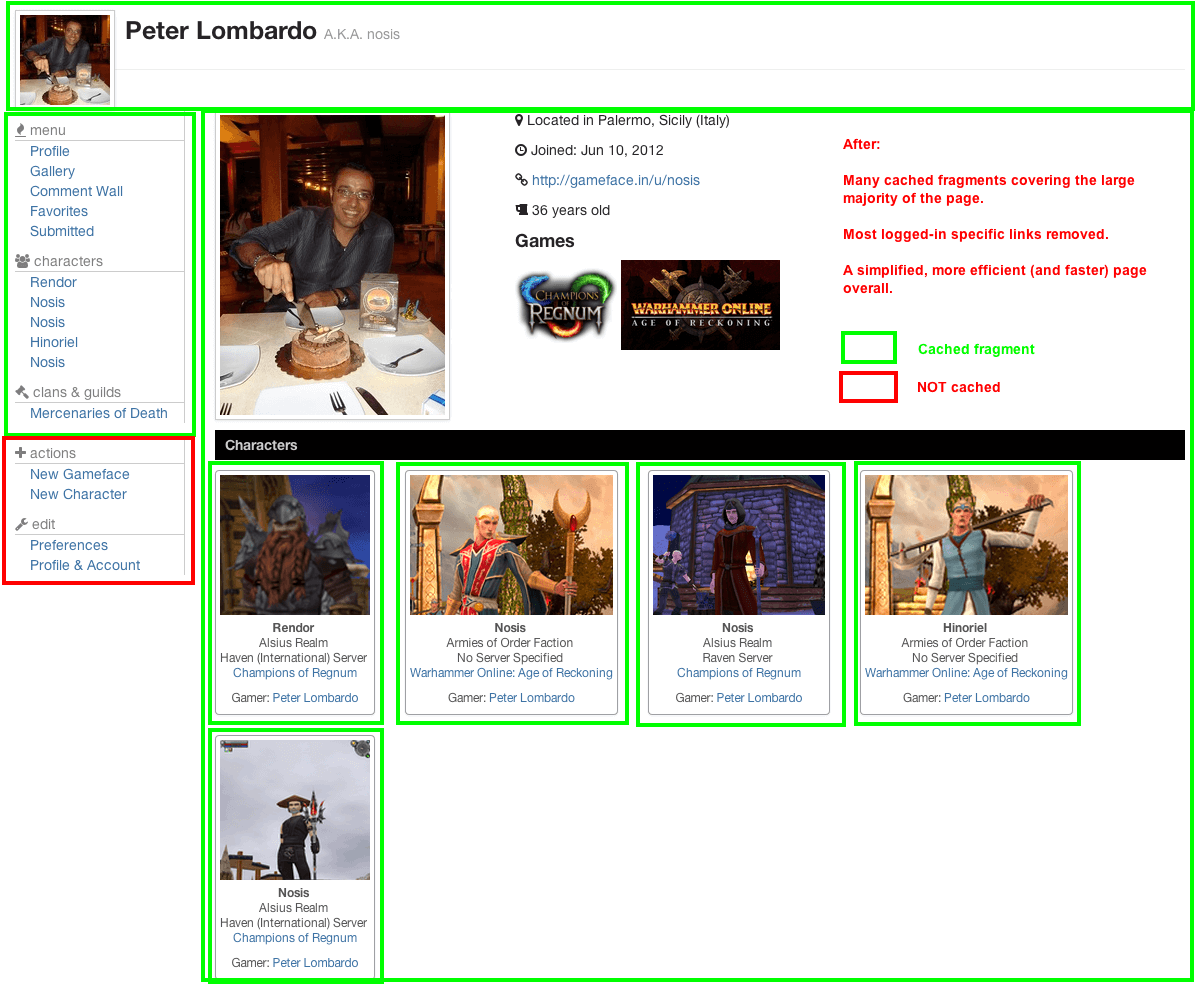 Peter Lombardo A.K.A. nosis
menu
Profile
Gallery
Comment Wall
Favorites
Submitted
characters
Rendor
Nosis
Nosis
Hinoriel
Nosis
clans & guilds
Mercenaries of Death
actions
New Gameface
New Character
edit
Preferences
Profile & Account
Located in Palermo, Sicily (Italy)
Joined: Jun 10, 2012
http://gameface.in/u/nosis
36 years old
Games
CHAMPIONS
OF
REGNUM
WARHAMMER ONLINE
AGE OF RECKONING
After:
Many cached fragments covering the large
majority of the page.
Most logged-in specific links removed.
A simplified, more efficient (and faster) page
overall.
Cached fragment
NOT cached
Characters
Rendor
Alsius Realm
Haven (International) Server
Champions of Regnum
Gamer: Peter Lombardo
Nosis
Armies of Order Faction
No Server Specified
Warhammer Online: Age of Reckoning
Gamer: Peter Lombardo
Nosis
Alsius Realm
Raven Server
Champions of Regnum
Gamer: Peter Lombardo
Hinoriel
Armies of Order Faction
No Server Specified
Warhammer Online: Age of Reckoning
Gamer: Peter Lombardo
Nosis
Alsius Realm
Haven (International) Server
Champions of Regnum
Gamer: Peter Lombardo